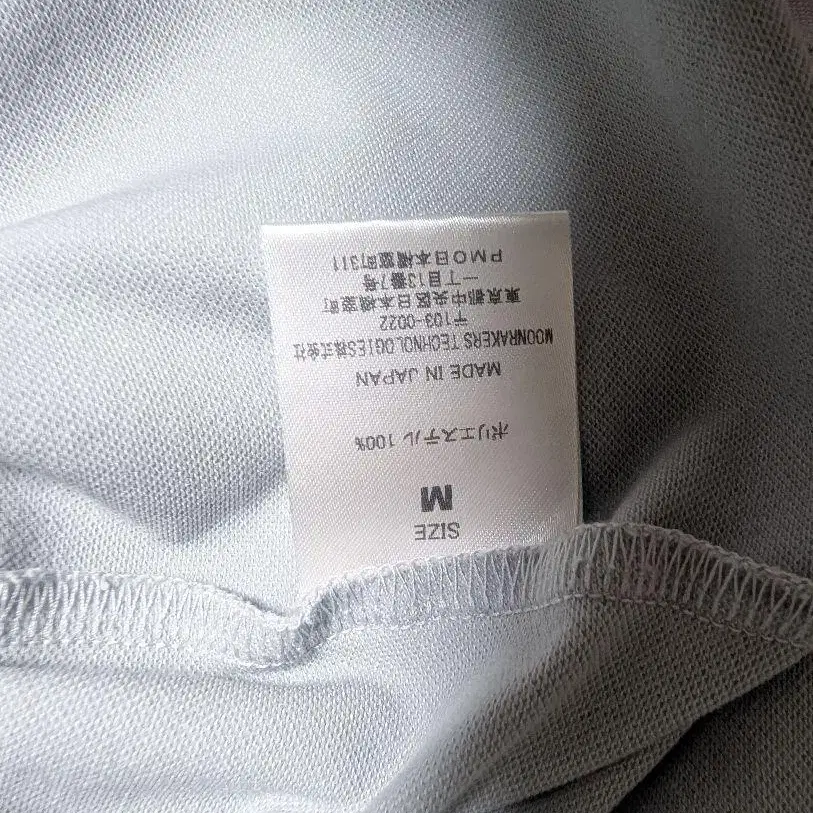 SIZE
M
ポリエステル 100%
MADE IN JAPAN
MOONRAKERS TECHNOLOGIES株式会社
〒103-0022
東京都中央区日本橋室町
一丁目13番7号
PMO日本橋室町311